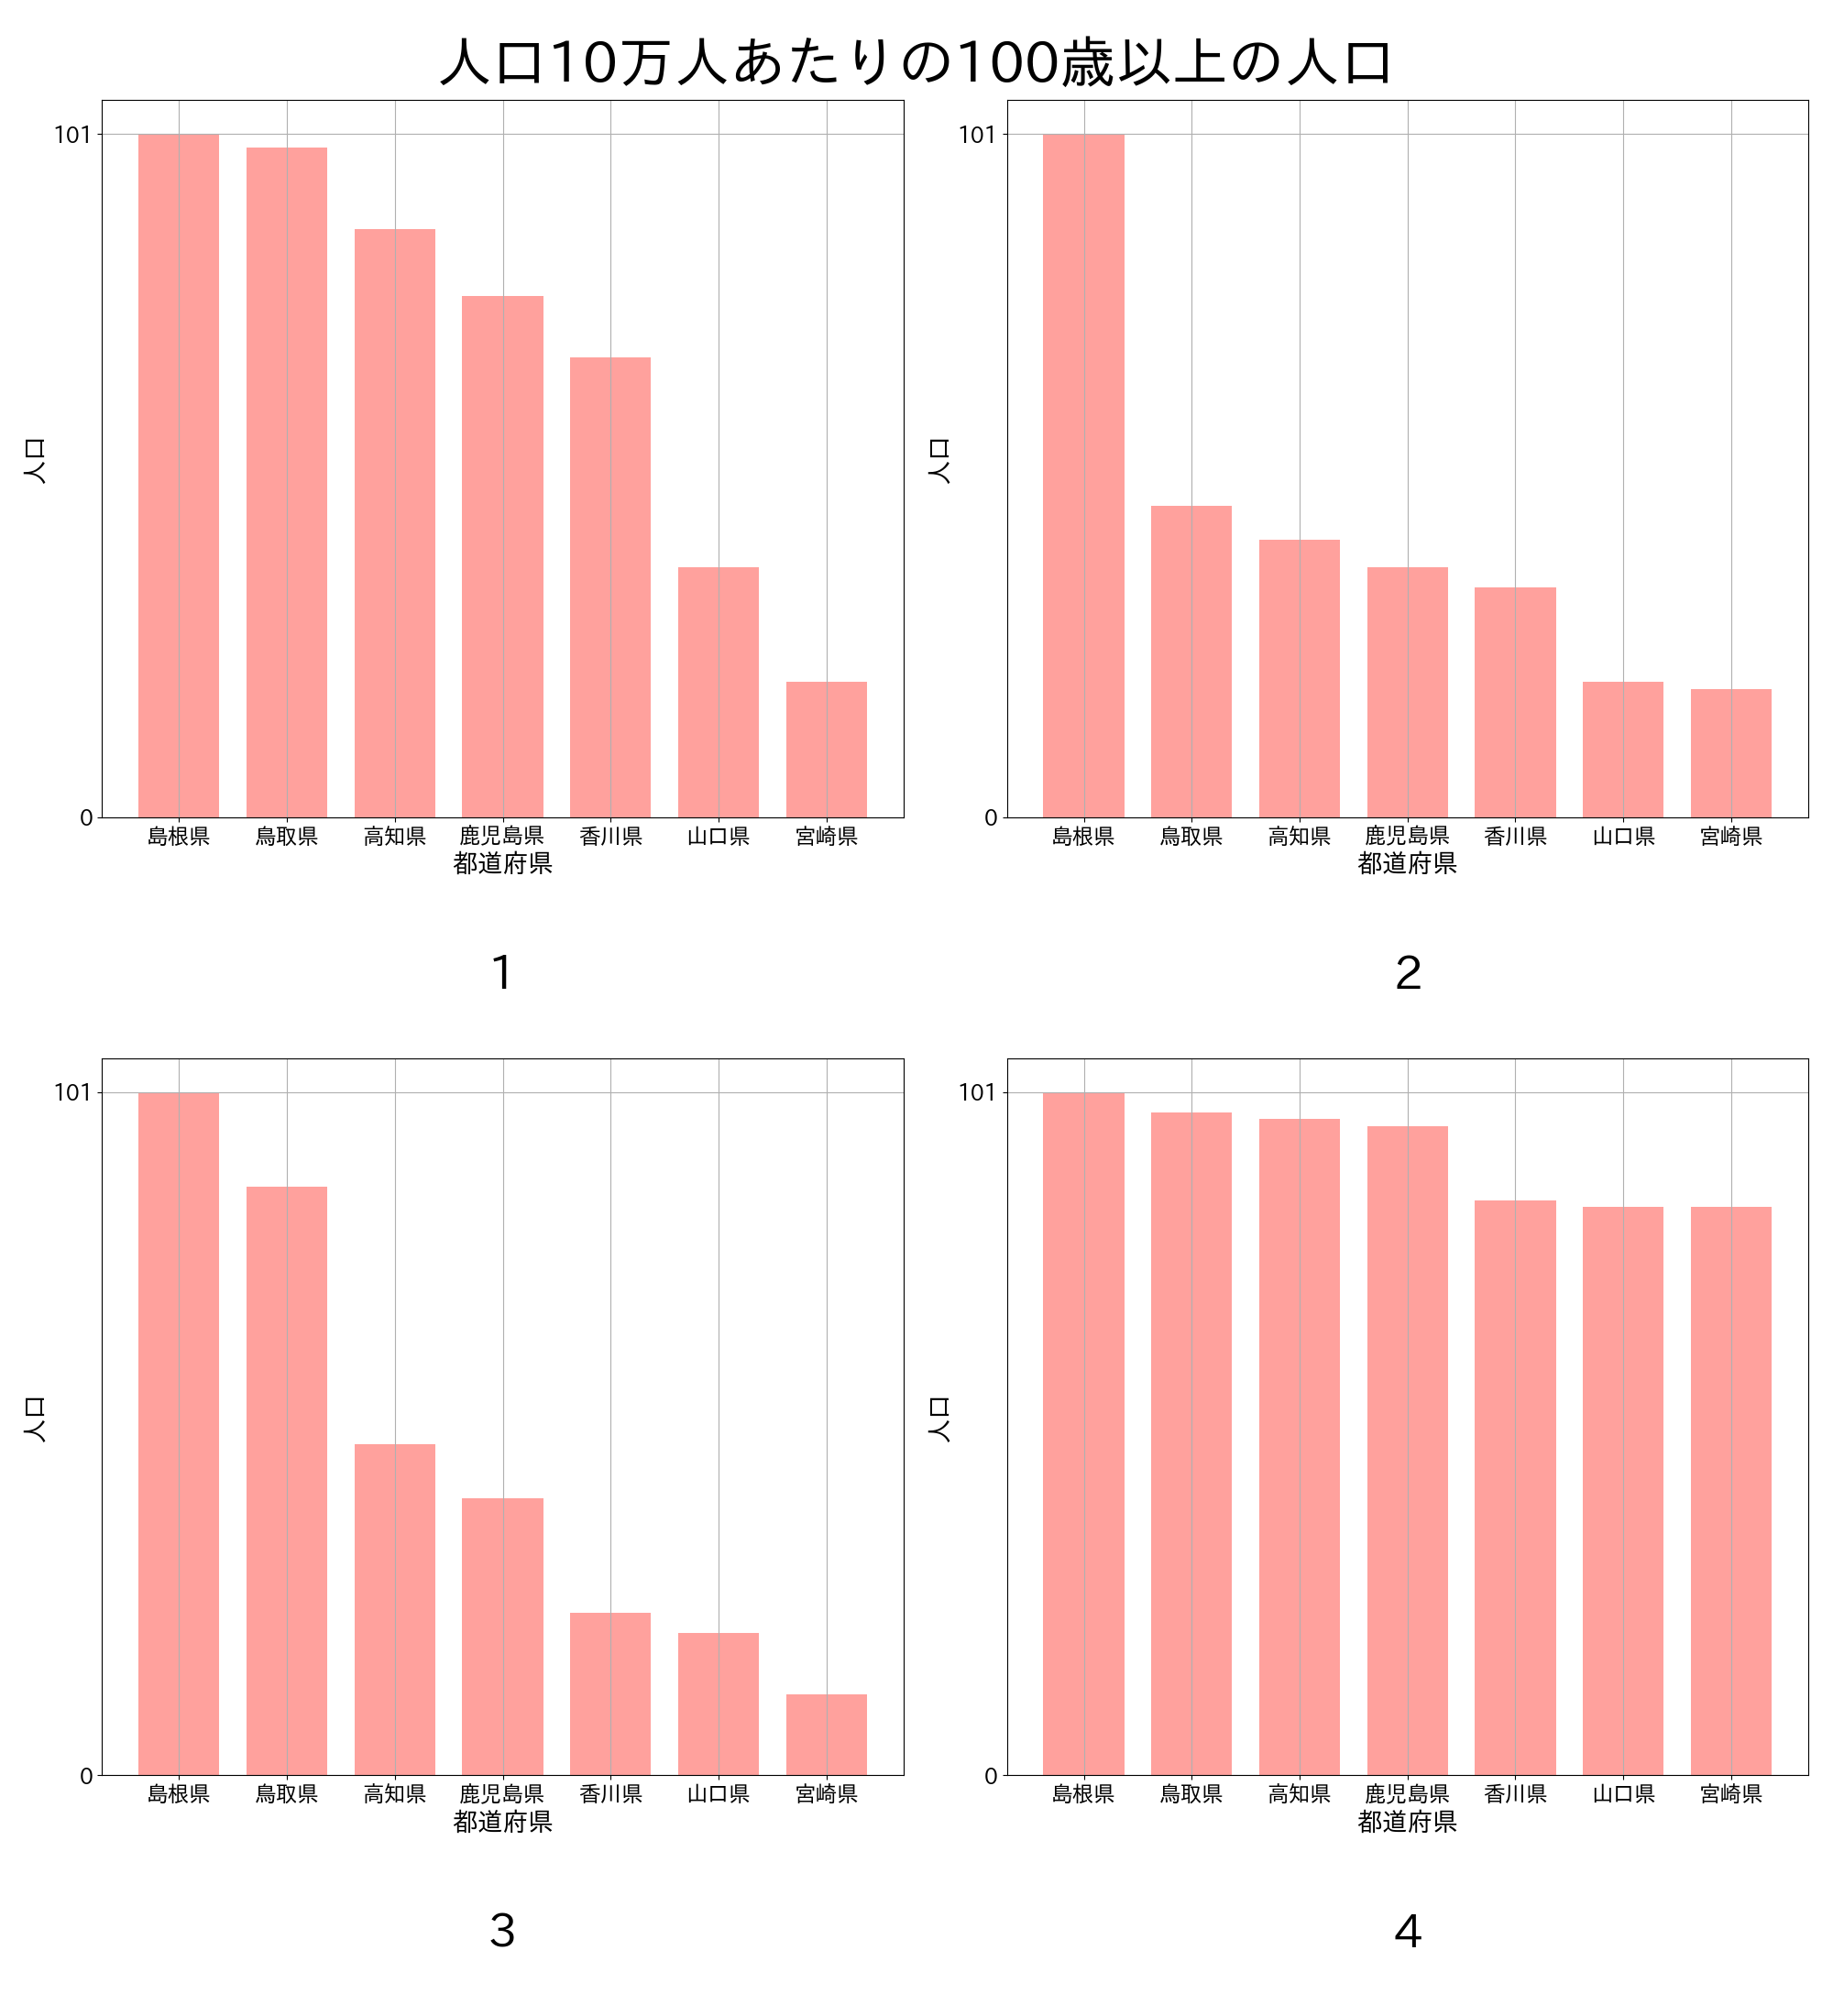 人口10万人あたりの100歳以上の人口
101
0
人口
島根県 鳥取県 高知県 鹿児島県 香川県 山口県 宮崎県
都道府県
1
101
0
人口
島根県 鳥取県 高知県 鹿児島県 香川県 山口県 宮崎県
都道府県
2
101
0
人口
島根県 鳥取県 高知県 鹿児島県 香川県 山口県 宮崎県
都道府県
3
101
0
人口
島根県 鳥取県 高知県 鹿児島県 香川県 山口県 宮崎県
都道府県
4